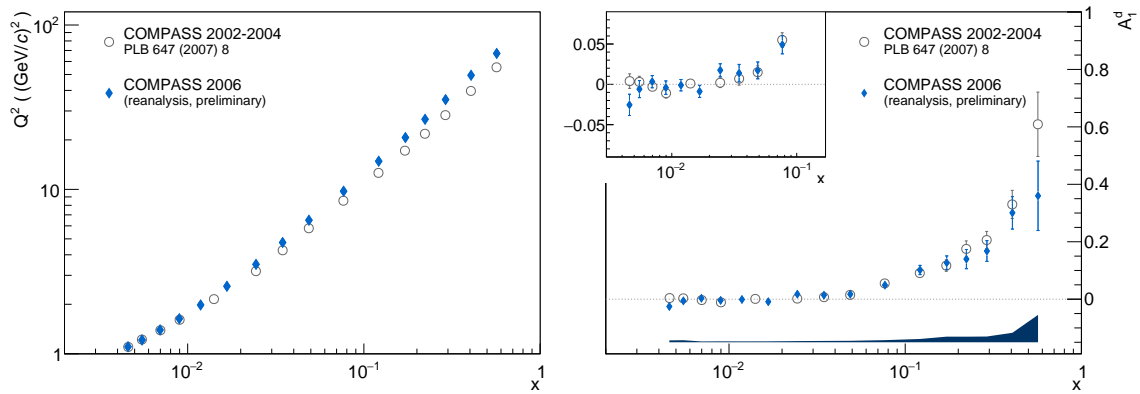 Q² ( (GeV/c)² )
10²
10
1
COMPASS 2002-2004
PLB 647 (2007) 8
COMPASS 2006
(reanalysis, preliminary)
10⁻²
10⁻¹
1
x
0.05
0
−0.05
10⁻²
10⁻¹
x
COMPASS 2002-2004
PLB 647 (2007) 8
COMPASS 2006
(reanalysis, preliminary)
A₁ᵈ
1
0.8
0.6
0.4
0.2
0
10⁻²
10⁻¹
1
x